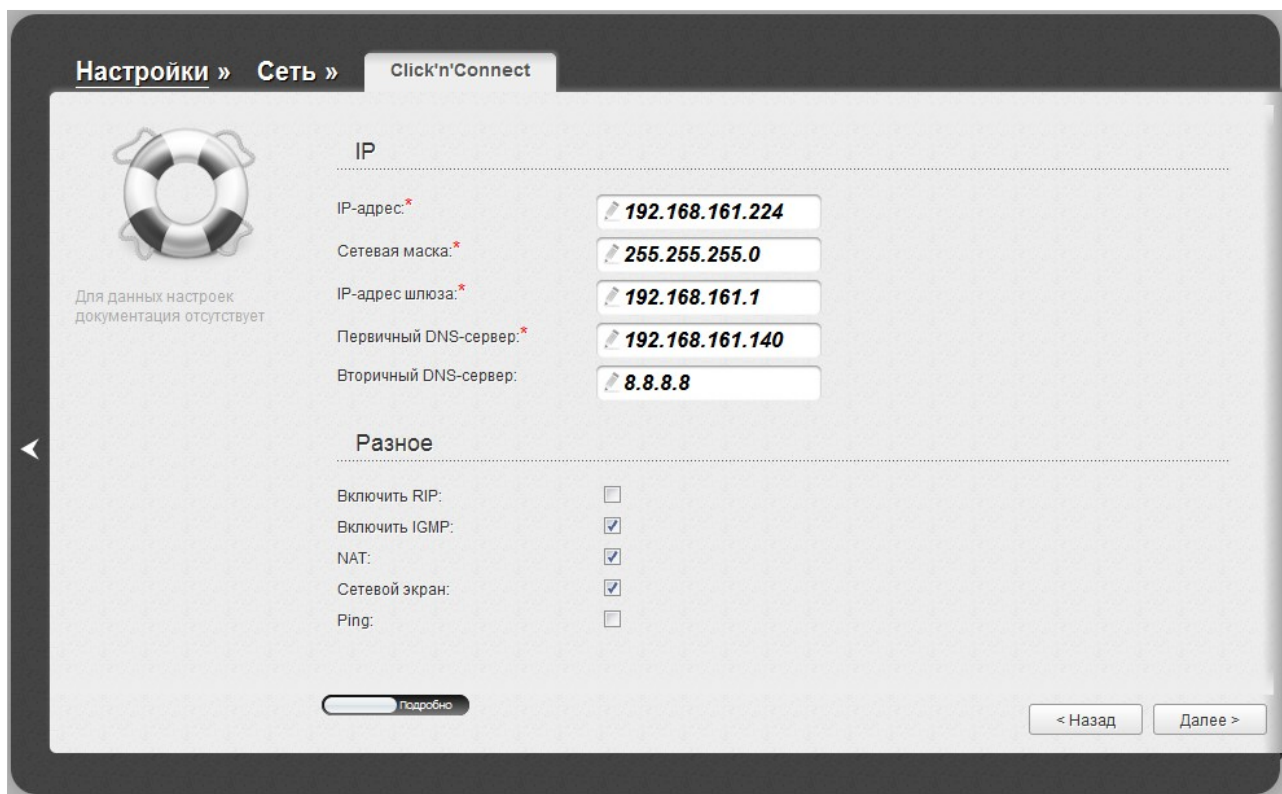 Настройки » Сеть » Click'n'Connect
IP
IP-адрес:* 192.168.161.224
Сетевая маска:* 255.255.255.0
IP-адрес шлюза:* 192.168.161.1
Первичный DNS-сервер:* 192.168.161.140
Вторичный DNS-сервер: 8.8.8.8
Для данных настроек
документация отсутствует
Разное
Включить RIP:
Включить IGMP:
NAT:
Сетевой экран:
Ping:
Подробно
< Назад Далее >